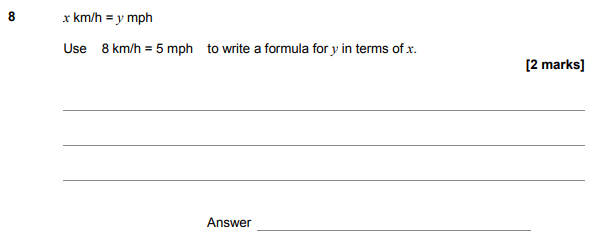 8 x km/h = y mph
Use 8 km/h = 5 mph to write a formula for y in terms of x.
[2 marks]
Answer